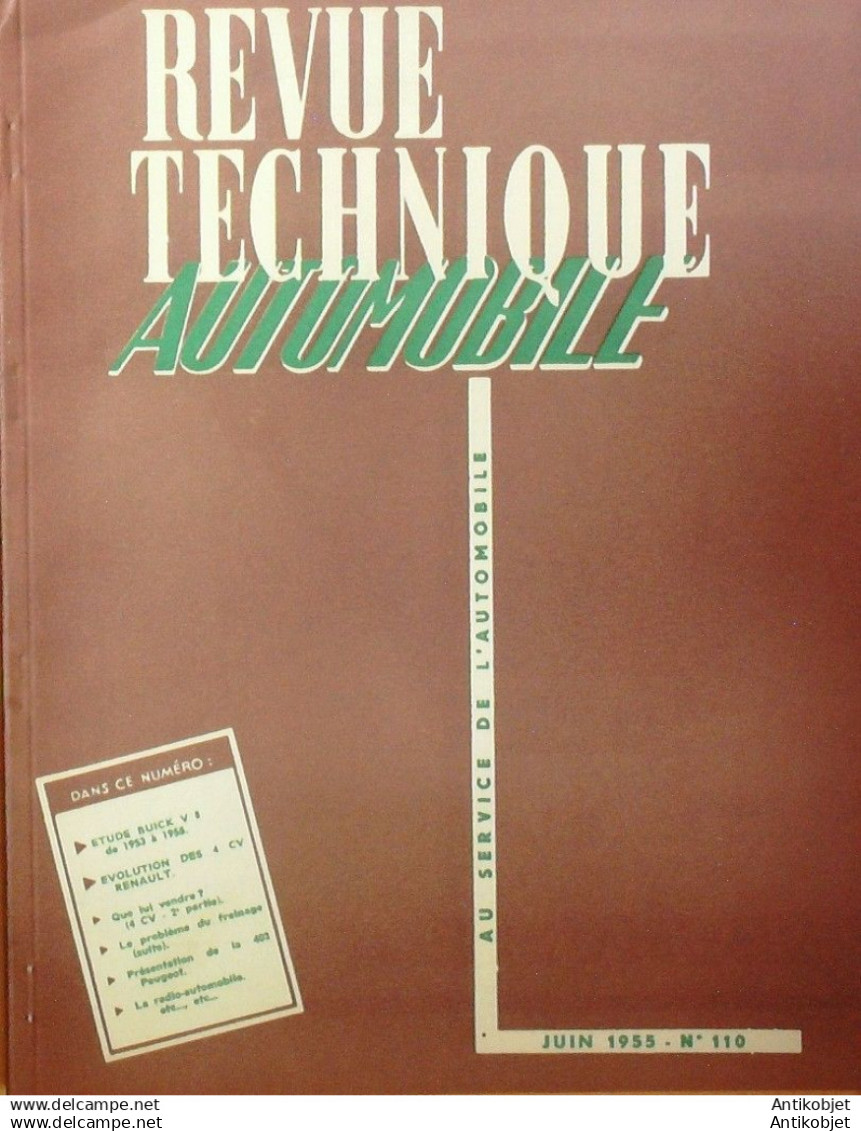 REVUE
TECHNIQUE
AUTOMOBILE
AU SERVICE DE L'AUTOMOBILE
DANS CE NUMÉRO :
ETUDE BUICK V 8
de 1953 à 1955.
EVOLUTION DES 4 CV
RENAULT.
Que lui vendre ?
(4 CV - 2e partie).
Le problème du freinage
(suite).
Présentation de la 403
Peugeot.
La radio-automobile.
etc..., etc...
JUIN 1955 - N° 110
Antikobjet
www.delcampe.net
Antikobjet
www.delcampe.net